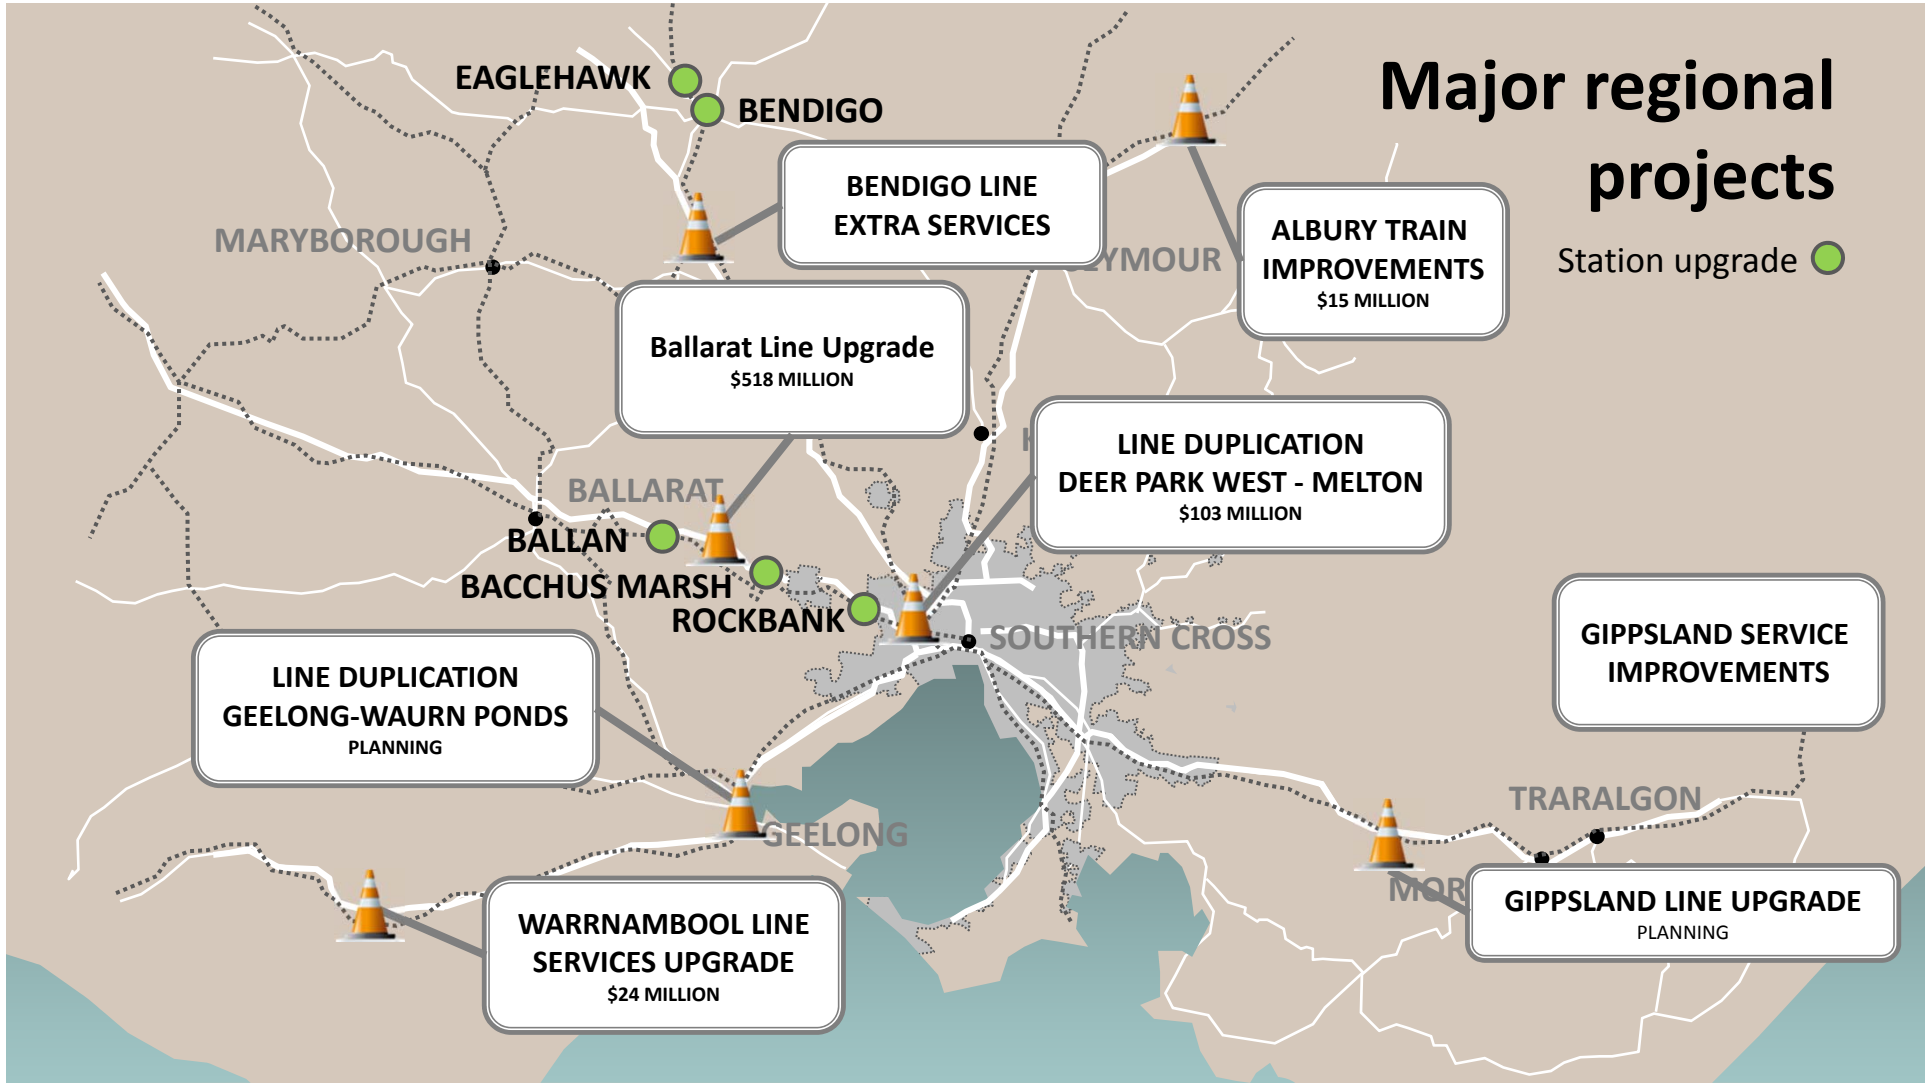 Major regional
projects
Station upgrade
EAGLEHAWK
BENDIGO
BENDIGO LINE
EXTRA SERVICES
ALBURY TRAIN
IMPROVEMENTS
$15 MILLION
MARYBOROUGH
YMOUR
Ballarat Line Upgrade
$518 MILLION
LINE DUPLICATION
DEER PARK WEST - MELTON
$103 MILLION
BALLARAT
BALLAN
BACCHUS MARSH
ROCKBANK
SOUTHERN CROSS
LINE DUPLICATION
GEELONG-WAURN PONDS
PLANNING
GIPPSLAND SERVICE
IMPROVEMENTS
TRARALGON
GEELONG
MOR
GIPPSLAND LINE UPGRADE
PLANNING
WARRNAMBOOL LINE
SERVICES UPGRADE
$24 MILLION